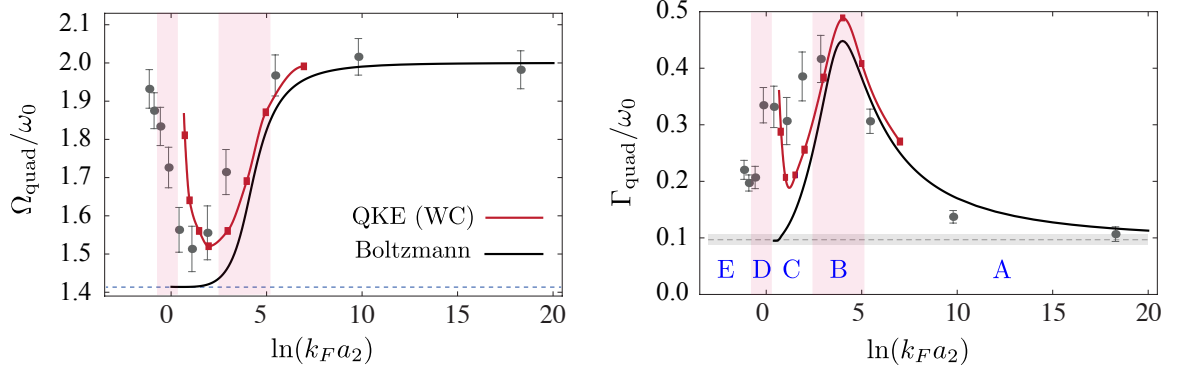 2.1
2.0
1.9
1.8
1.7
1.6
1.5
1.4
Ω_quad/ω_0
QKE (WC)
Boltzmann
0 5 10 15 20
ln(k_F a_2)
0.5
0.4
0.3
0.2
0.1
0.0
Γ_quad/ω_0
E D C B A
0 5 10 15 20
ln(k_F a_2)